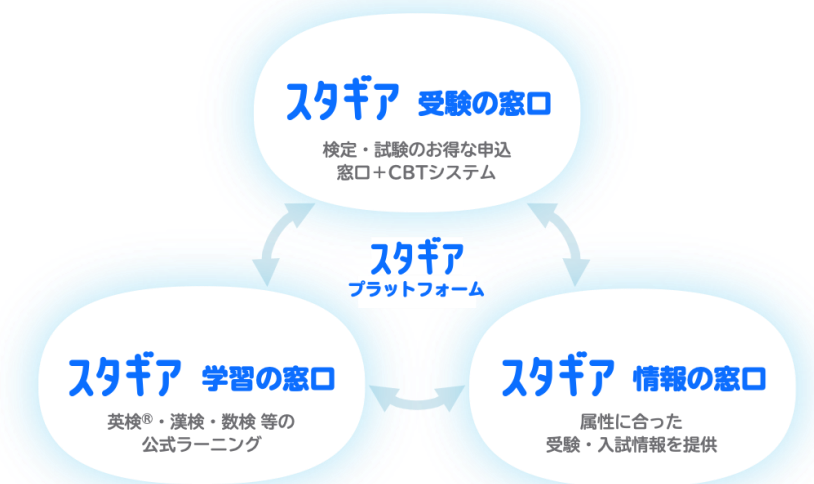 スタギア 受験の窓口
検定・試験のお得な申込
窓口＋CBTシステム
スタギア
プラットフォーム
スタギア 学習の窓口
英検®・漢検・数検 等の
公式ラーニング
スタギア 情報の窓口
属性に合った
受験・入試情報を提供